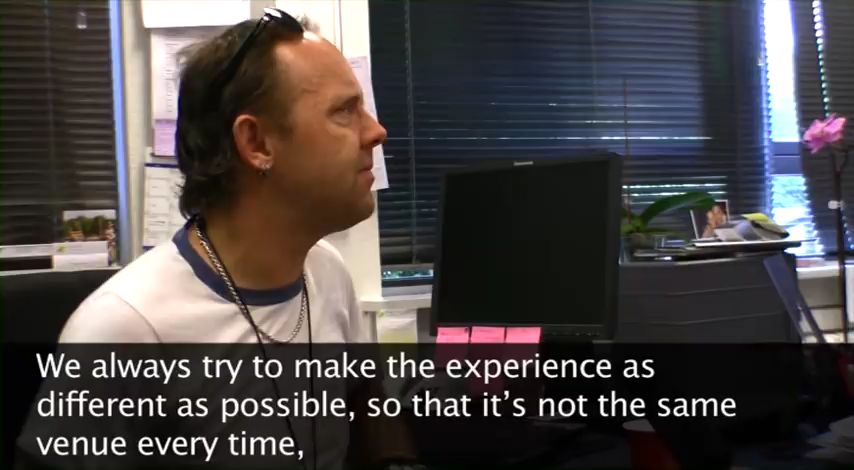 We always try to make the experience as
different as possible, so that it's not the same
venue every time,